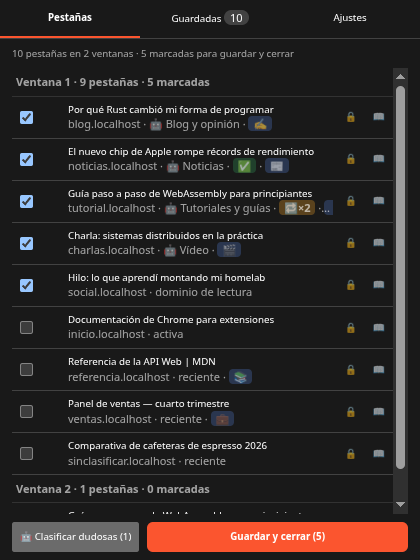 Pestañas
Guardadas 10
Ajustes
10 pestañas en 2 ventanas · 5 marcadas para guardar y cerrar
Ventana 1 · 9 pestañas · 5 marcadas
Por qué Rust cambió mi forma de programar
blog.localhost · 🤖 Blog y opinión · ✍️
El nuevo chip de Apple rompe récords de rendimiento
noticias.localhost · 🤖 Noticias · ✅ · 📰
Guía paso a paso de WebAssembly para principiantes
tutorial.localhost · 🤖 Tutoriales y guías · 🔁×2 ·…
Charla: sistemas distribuidos en la práctica
charlas.localhost · 🤖 Vídeo · 🎬
Hilo: lo que aprendí montando mi homelab
social.localhost · dominio de lectura
Documentación de Chrome para extensiones
inicio.localhost · activa
Referencia de la API Web | MDN
referencia.localhost · reciente · 📚
Panel de ventas — cuarto trimestre
ventas.localhost · reciente · 💼
Comparativa de cafeteras de espresso 2026
sinclasificar.localhost · reciente
Ventana 2 · 1 pestañas · 0 marcadas
🤖 Clasificar dudosas (1)
Guardar y cerrar (5)